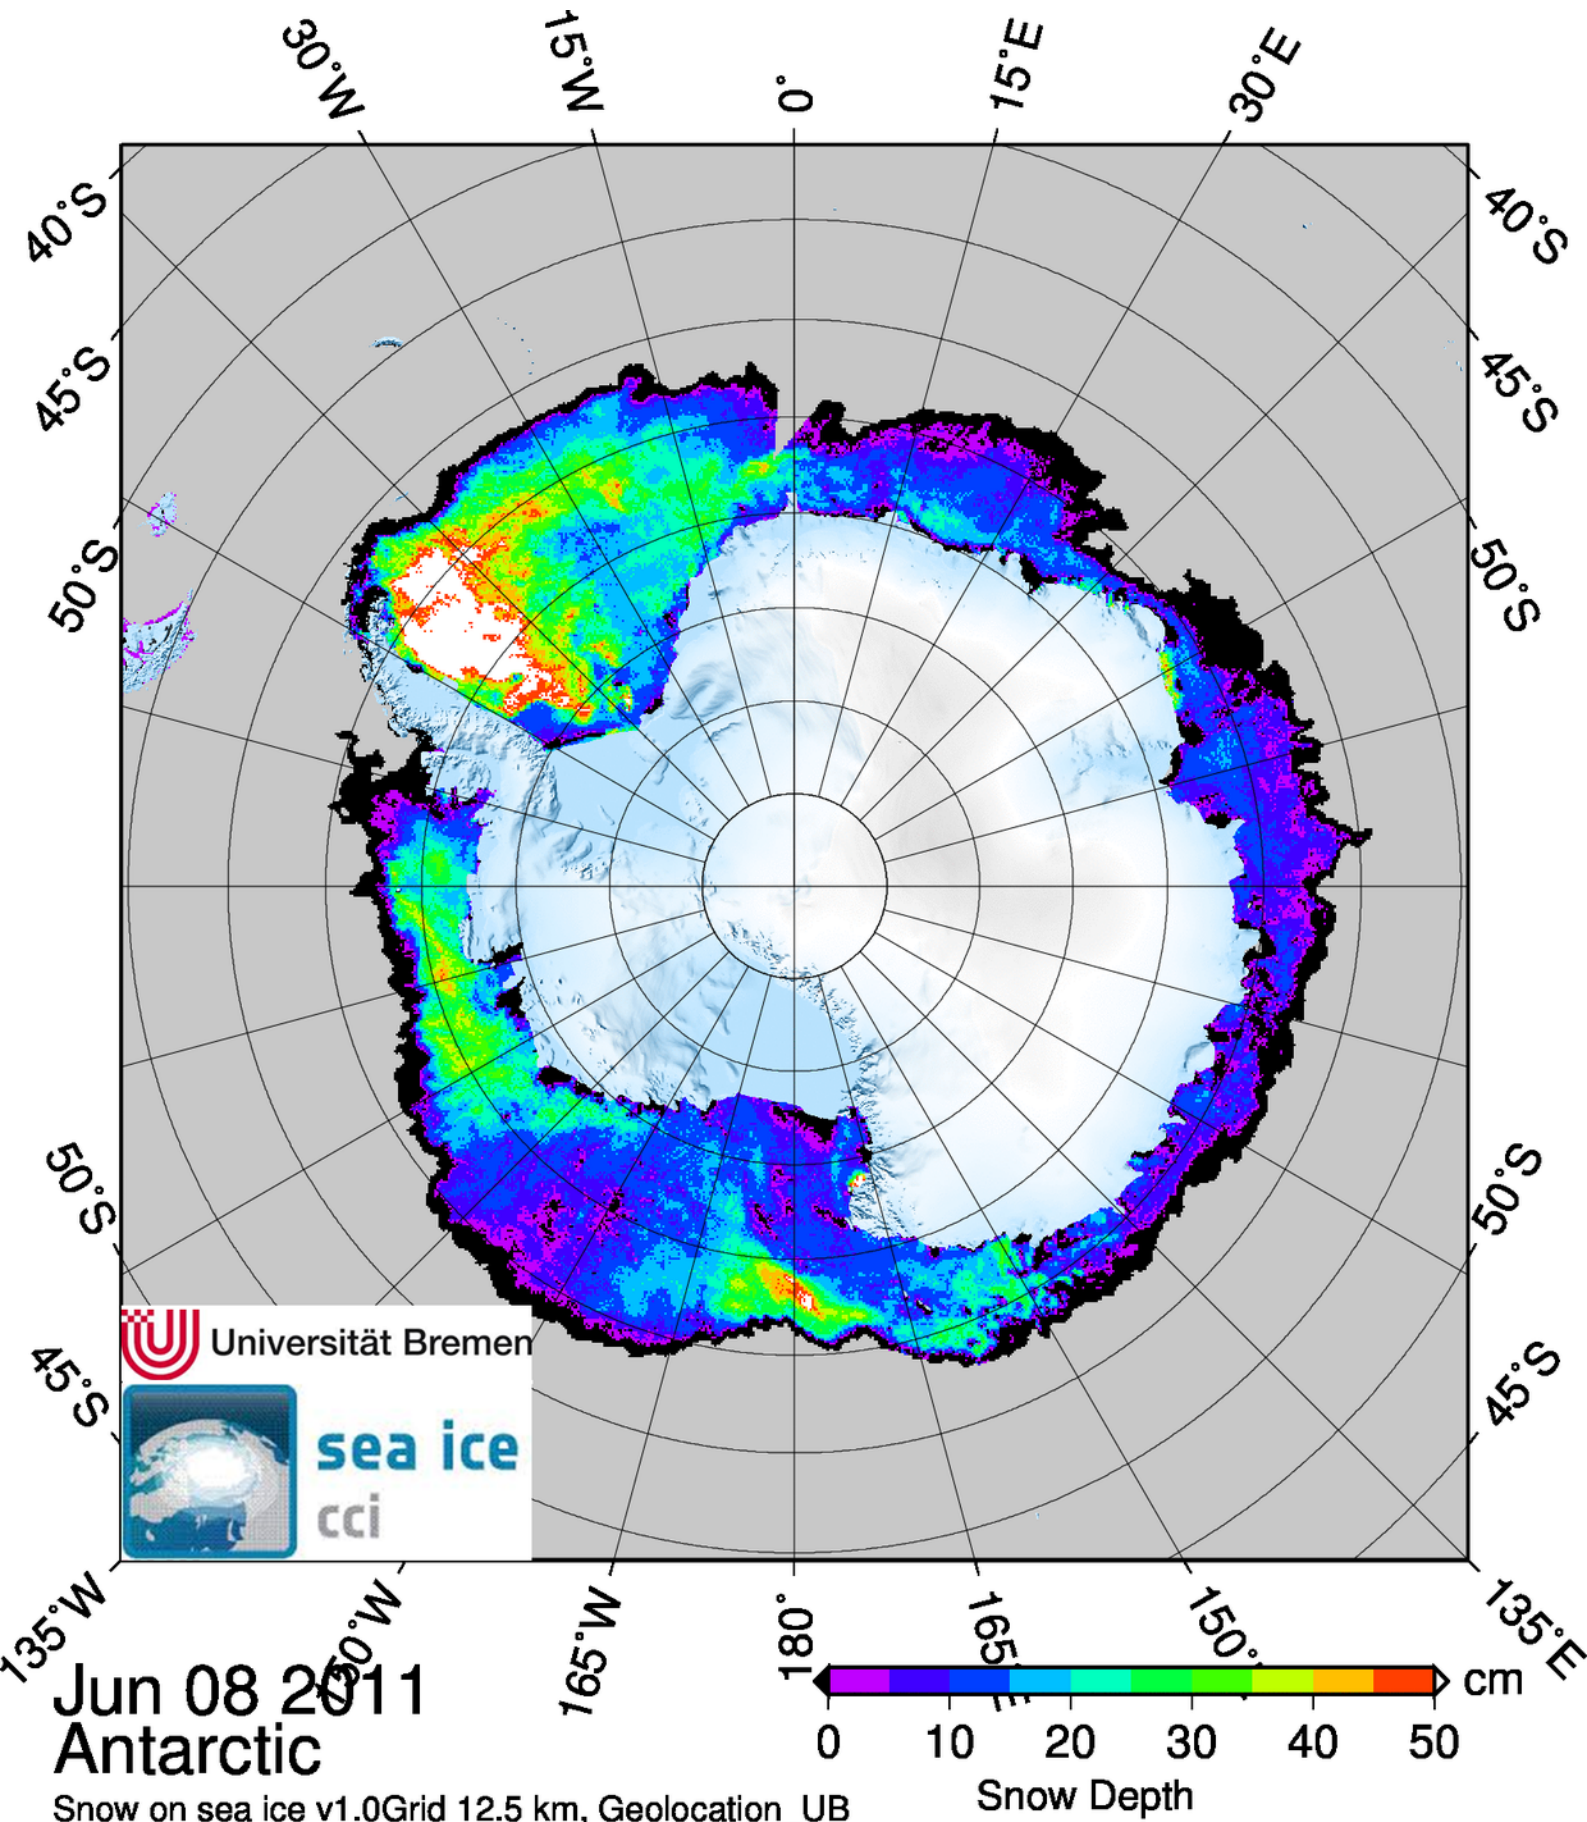 30°W 15°W 0° 15°E 30°E
40°S 40°S
45°S 45°S
50°S 50°S
50°S 50°S
45°S 45°S
Universität Bremen
sea ice
cci
135°W 150°W 165°W 180° 165°E 150° 135°E
Jun 08 2011
Antarctic
Snow on sea ice v1.0Grid 12.5 km, Geolocation UB
cm
0 10 20 30 40 50
Snow Depth